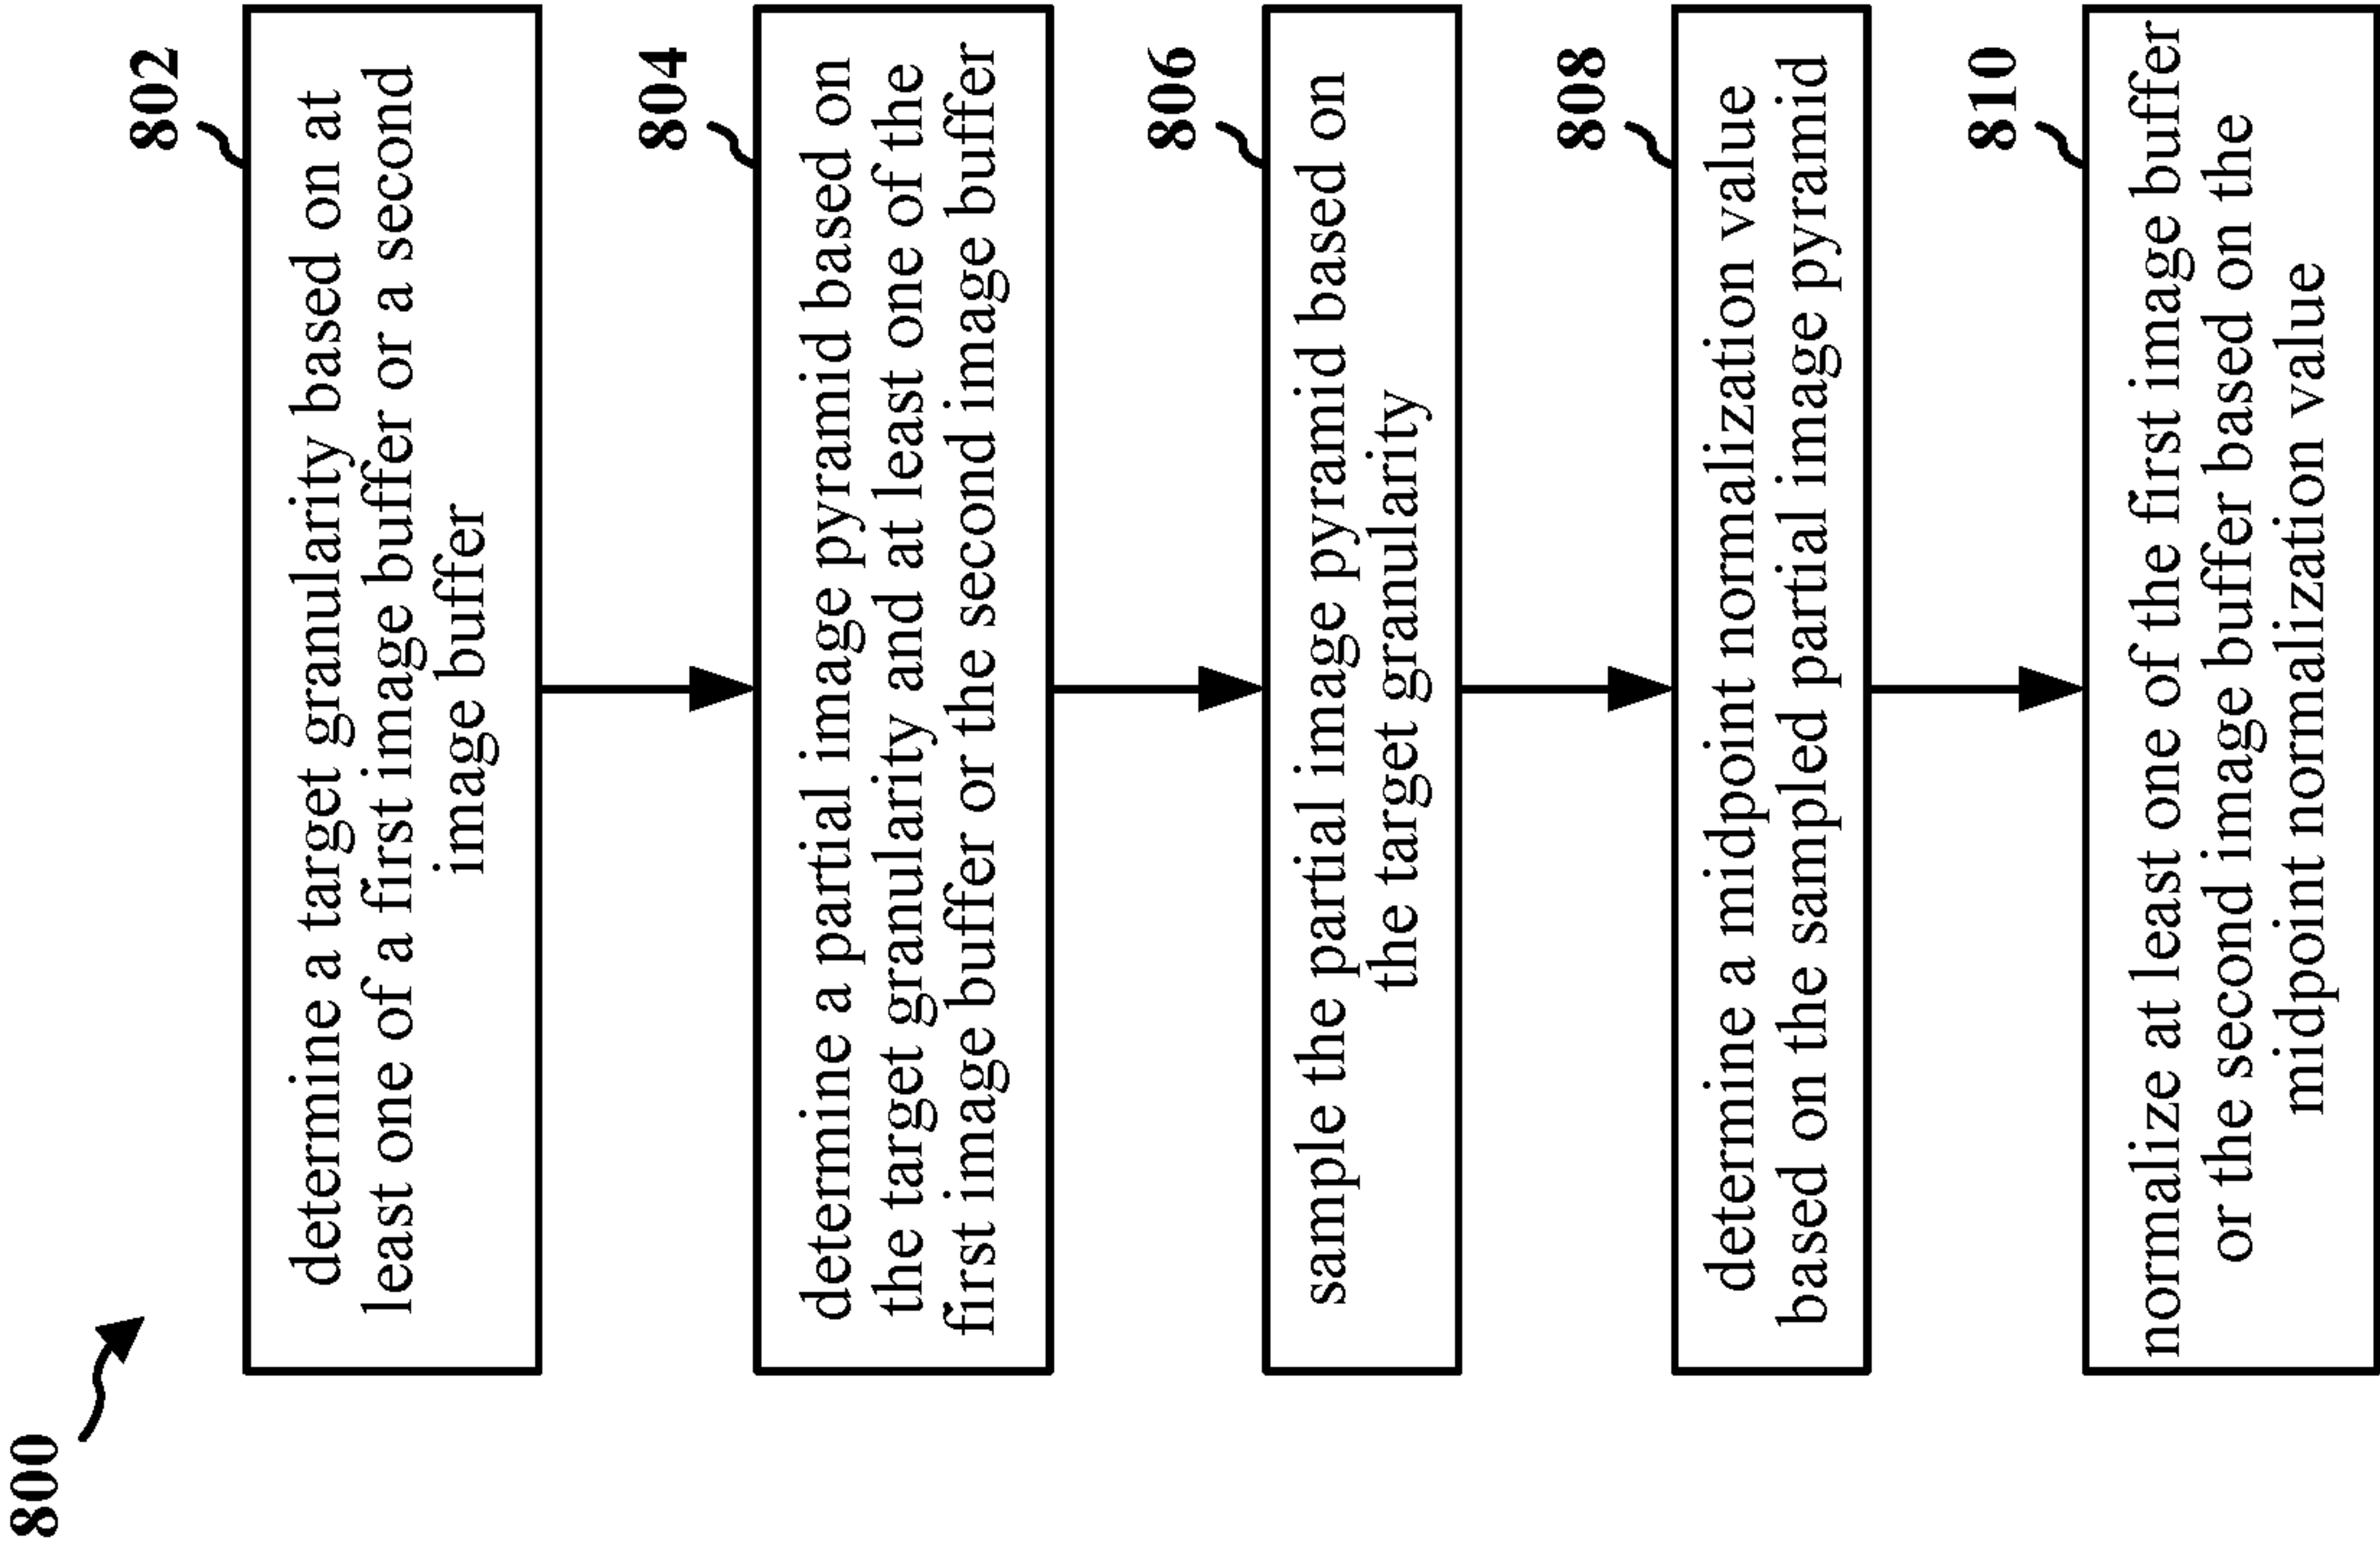 800
802
determine a target granularity based on at
least one of a first image buffer or a second
image buffer
804
determine a partial image pyramid based on
the target granularity and at least one of the
first image buffer or the second image buffer
806
sample the partial image pyramid based on
the target granularity
808
determine a midpoint normalization value
based on the sampled partial image pyramid
810
normalize at least one of the first image buffer
or the second image buffer based on the
midpoint normalization value